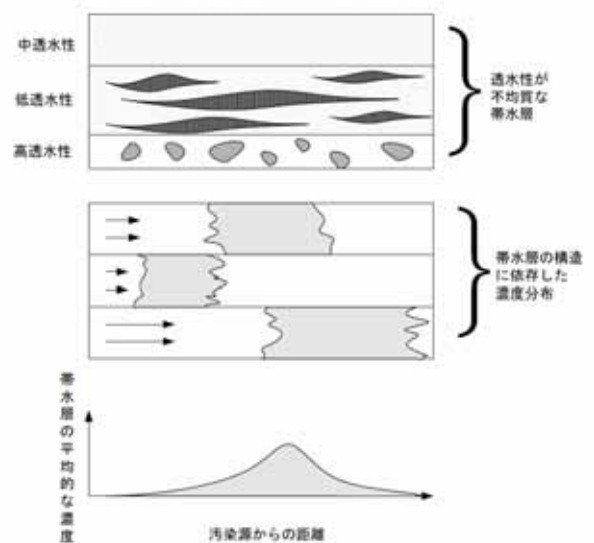 中透水性
低透水性
高透水性
透水性が
不均質な
帯水層
帯水層の構造
に依存した
濃度分布
帯水層の平均的な濃度
汚染源からの距離